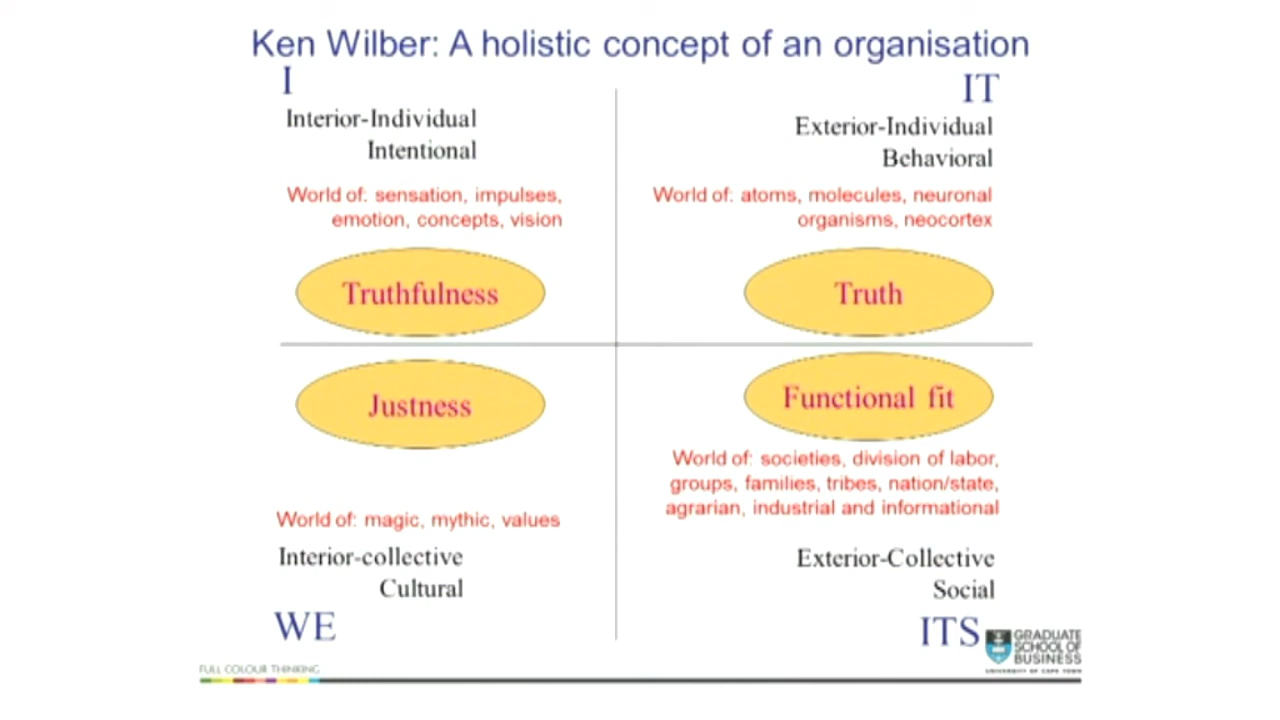 Ken Wilber: A holistic concept of an organisation
I
Interior-Individual
Intentional
World of: sensation, impulses,
emotion, concepts, vision
Truthfulness
IT
Exterior-Individual
Behavioral
World of: atoms, molecules, neuronal
organisms, neocortex
Truth
Justness
World of: magic, mythic, values
Interior-collective
Cultural
WE
Functional fit
World of: societies, division of labor,
groups, families, tribes, nation/state,
agrarian, industrial and informational
Exterior-Collective
Social
ITS
GRADUATE
SCHOOL OF
BUSINESS
UNIVERSITY OF CAPE TOWN
FULL COLOUR THINKING